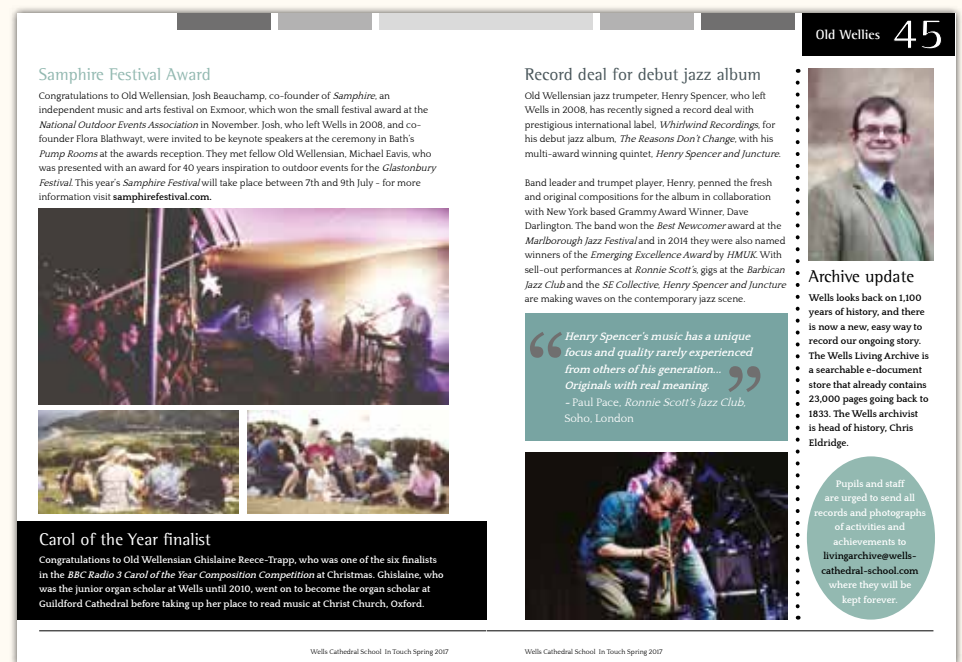 Old Wellies 45
Samphire Festival Award
Congratulations to Old Wellensian, Josh Beauchamp, co-founder of Samphire, an
independent music and arts festival on Exmoor, which won the small festival award at the
National Outdoor Events Association in November. Josh, who left Wells in 2008, and co-
founder Flora Blathwayt, were invited to be keynote speakers at the ceremony in Bath's
Pump Rooms at the awards reception. They met fellow Old Wellensian, Michael Eavis, who
was presented with an award for 40 years inspiration to outdoor events for the Glastonbury
Festival. This year's Samphire Festival will take place between 7th and 9th July - for more
information visit samphirefestival.com.
Carol of the Year finalist
Congratulations to Old Wellensian Ghislaine Reece-Trapp, who was one of the six finalists
in the BBC Radio 3 Carol of the Year Composition Competition at Christmas. Ghislaine, who
was the junior organ scholar at Wells until 2010, went on to become the organ scholar at
Guildford Cathedral before taking up her place to read music at Christ Church, Oxford.
Record deal for debut jazz album
Old Wellensian jazz trumpeter, Henry Spencer, who left
Wells in 2008, has recently signed a record deal with
prestigious international label, Whirlwind Recordings, for
his debut jazz album, The Reasons Don't Change, with his
multi-award winning quintet, Henry Spencer and Juncture.
Band leader and trumpet player, Henry, penned the fresh
and original compositions for the album in collaboration
with New York based Grammy Award Winner, Dave
Darlington. The band won the Best Newcomer award at the
Marlborough Jazz Festival and in 2014 they were also named
winners of the Emerging Excellence Award by HMUK. With
sell-out performances at Ronnie Scott's, gigs at the Barbican
Jazz Club and the SE Collective, Henry Spencer and Juncture
are making waves on the contemporary jazz scene.
“Henry Spencer's music has a unique
focus and quality rarely experienced
from others of his generation...
Originals with real meaning.”
- Paul Pace, Ronnie Scott's Jazz Club,
Soho, London
Archive update
Wells looks back on 1,100
years of history, and there
is now a new, easy way to
record our ongoing story.
The Wells Living Archive is
a searchable e-document
store that already contains
23,000 pages going back to
1833. The Wells archivist
is head of history, Chris
Eldridge.
Pupils and staff
are urged to send all
records and photographs
of activities and
achievements to
livingarchive@wells-
cathedral-school.com
where they will be
kept forever.
Wells Cathedral School In Touch Spring 2017
Wells Cathedral School In Touch Spring 2017